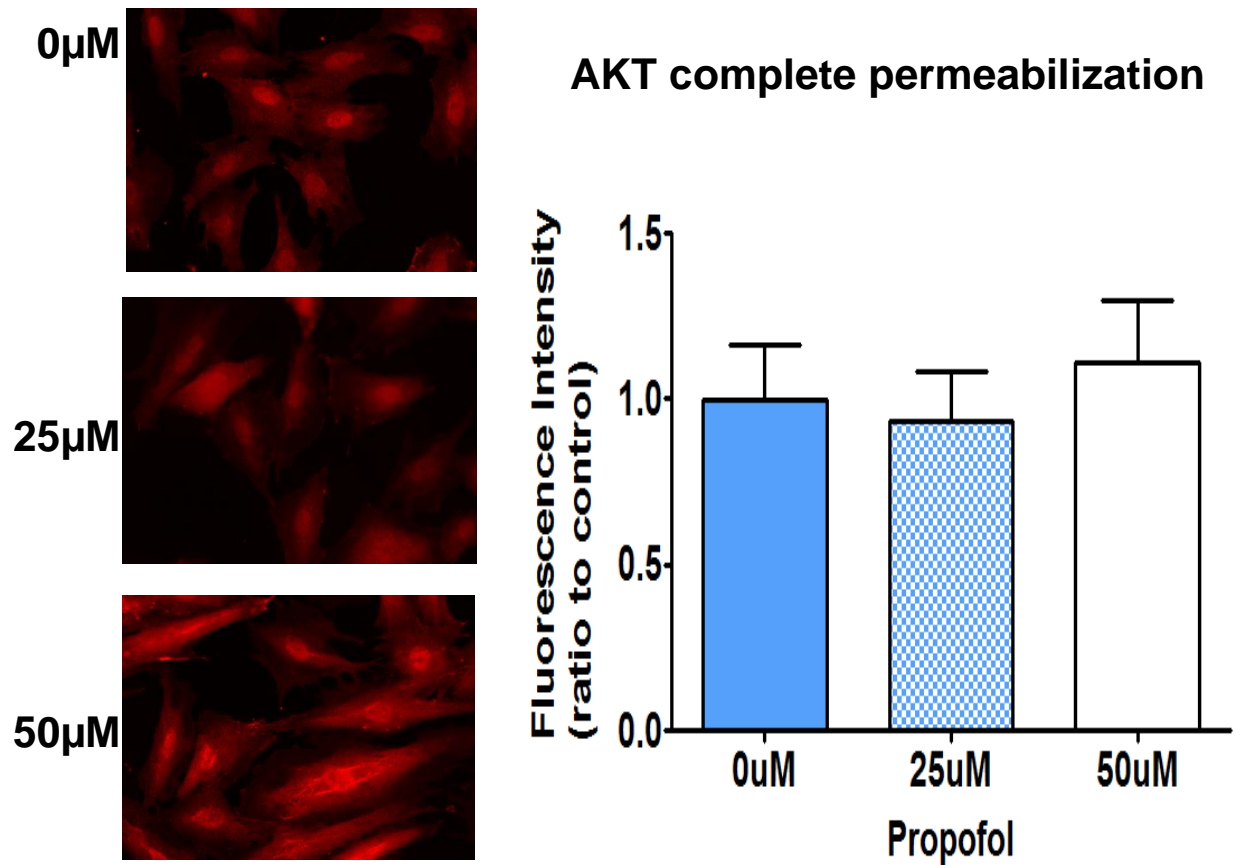 0µM
25µM
50µM
AKT complete permeabilization
Fluorescence Intensity
(ratio to control)
1.5
1.0
0.5
0.0
0uM
25uM
50uM
Propofol